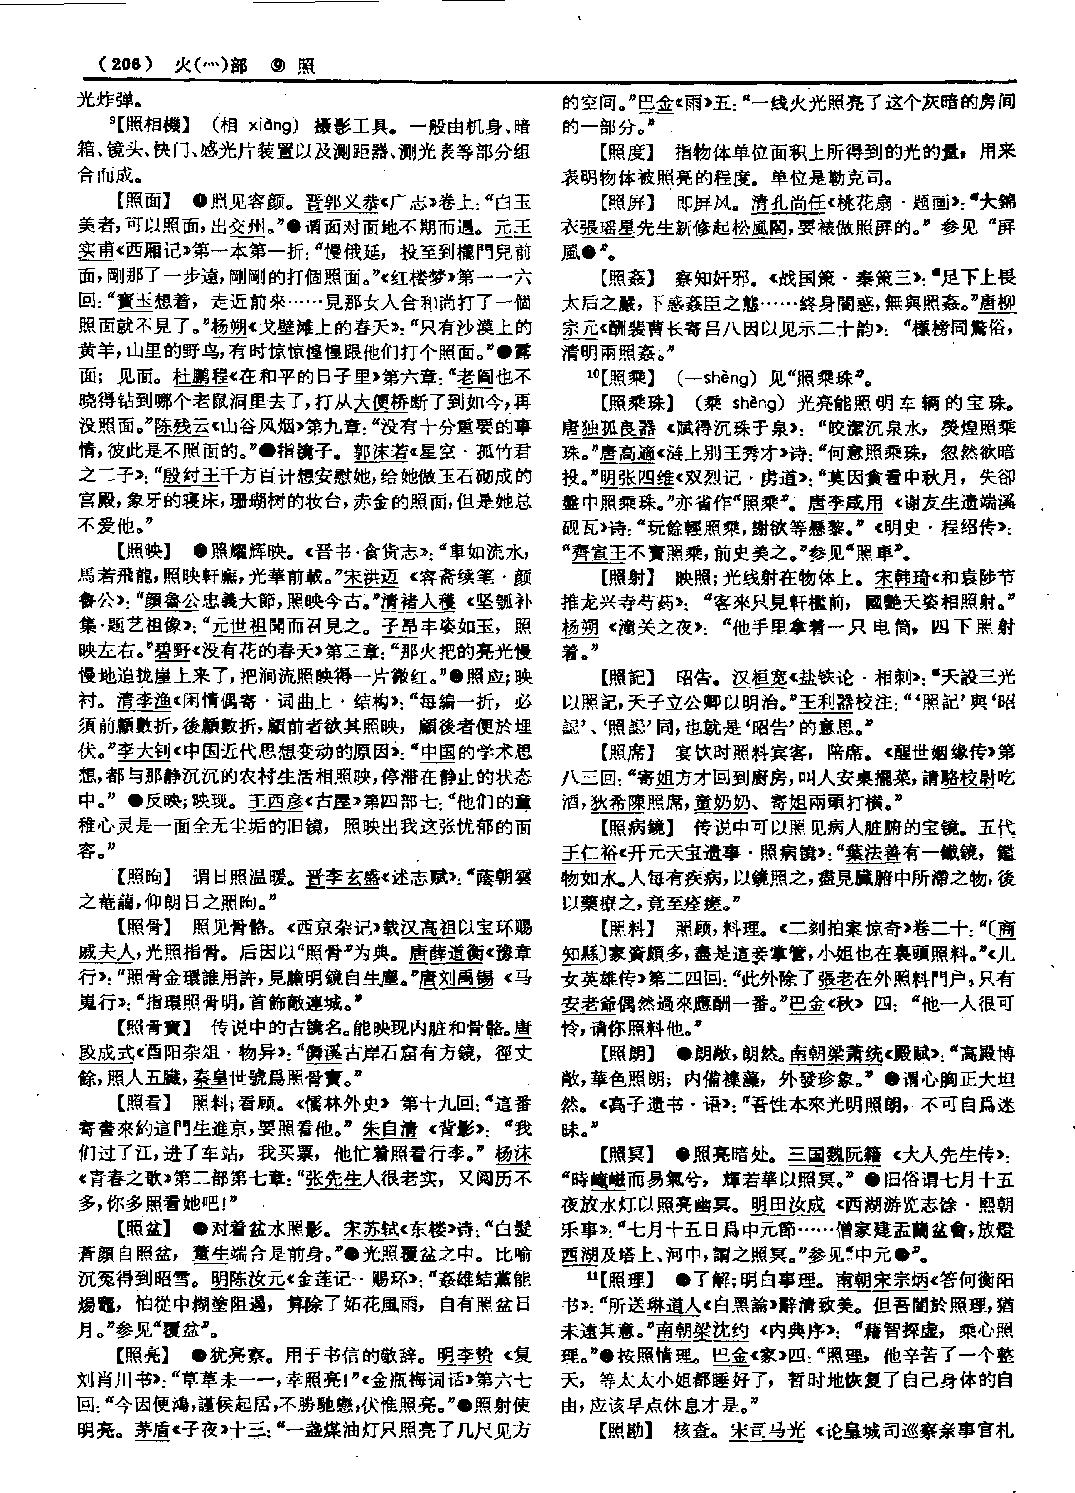 (206) 火(灬)部 ⑨ 照
光炸弹。
⁹【照相機】 (相 xiàng) 攝影工具。一般由机身、暗
箱、镜头、快门、感光片装置以及测距器、测光表等部分组
合而成。
【照面】 ❶照见容颜。晋郭义恭《广志》卷上:“白玉
美者,可以照面,出交州。”❷谓面对面地不期而遇。元王
实甫《西厢记》第一本第一折:“慢俄延,投至到櫳門兒前
面,剛那了一步遠,剛剛的打個照面。”《红楼梦》第一一六
回:“寶玉想着,走近前來……見那女人合和尚打了一個
照面就不見了。”杨朔《戈壁滩上的春天》:“只有沙漠上的
黄羊,山里的野鸟,有时惊惊惶惶跟他们打个照面。”❸露
面;见面。杜鹏程《在和平的日子里》第六章:“老阎也不
晓得钻到哪个老鼠洞里去了,打从大便桥断了到如今,再
没照面。”陈残云《山谷风烟》第九章:“没有十分重要的事
情,彼此是不照面的。”❹指镜子。郭沫若《星空·孤竹君
之二子》:“殷纣王千方百计想安慰她,给她做玉石砌成的
宫殿,象牙的寝床,珊瑚树的妆台,赤金的照面,但是她总
不爱他。”
【照映】 ❶照耀辉映。《晋书·食货志》:“車如流水,
馬若飛龍,照映軒廡,光華前載。”宋洪迈《容斋续笔·颜
鲁公》:“顔魯公忠義大節,照映今古。”清褚人穫《坚瓠补
集·题艺祖像》:“元世祖聞而召見之。子昂丰姿如玉,照
映左右。”碧野《没有花的春天》第三章:“那火把的亮光慢
慢地追拢崖上来了,把涧流照映得一片微红。”❷照应;映
衬。清李渔《闲情偶寄·词曲上·结构》:“每編一折,必
須前顧數折,後顧數折,顧前者欲其照映,顧後者便於埋
伏。”李大钊《中国近代思想变动的原因》:“中国的学术思
想,都与那静沉沉的农村生活相照映,停滞在静止的状态
中。” ❸反映;映现。王西彦《古屋》第四部七:“他们的童
稚心灵是一面全无尘垢的旧镜,照映出我这张忧郁的面
容。”
【照昫】 谓日照温暖。晋李玄盛《述志赋》:“蔭朝雲
之菴藹,仰朗日之照昫。”
【照骨】 照见骨骼。《西京杂记》载汉高祖以宝环赐
戚夫人,光照指骨。后因以“照骨”为典。唐薛道衡《豫章
行》:“照骨金環誰用許,見膽明鏡自生塵。”唐刘禹锡《马
嵬行》:“指環照骨明,首飾敵連城。”
【照骨寶】 传说中的古镜名。能映现内脏和骨骼。唐
段成式《酉阳杂俎·物异》:“儛溪古岸石窟有方鏡,徑丈
餘,照人五臟,秦皇世號爲照骨寶。”
【照看】 照料;看顾。《儒林外史》第十九回:“這番
寄書來約這門生進京,要照看他。”朱自清《背影》:“我
们过了江,进了车站,我买票,他忙着照看行李。”杨沫
《青春之歌》第二部第七章:“张先生人很老实,又阅历不
多,你多照看她吧!”
【照盆】 ❶对着盆水照影。宋苏轼《东楼》诗:“白髮
蒼顔自照盆,董生端合是前身。”❷光照覆盆之中。比喻
沉冤得到昭雪。明陈汝元《金莲记·赐环》:“姦雄結黨能
煬竈,怕從中糊塗阻遏,算除了妬花風雨,自有照盆日
月。”参见“覆盆”。
【照亮】 ❶犹亮察。用于书信的敬辞。明李贽《复
刘肖川书》:“草草未一一,幸照亮!”《金瓶梅词话》第六七
回:“今因便鴻,謹候起居,不勝馳戀,伏惟照亮。”❷照射使
明亮。茅盾《子夜》十三:“一盏煤油灯只照亮了几尺见方
的空间。”巴金《雨》五:“一线火光照亮了这个灰暗的房间
的一部分。”
【照度】 指物体单位面积上所得到的光的量,用来
表明物体被照亮的程度。单位是勒克司。
【照屏】 即屏风。清孔尚任《桃花扇·题画》:“大錦
衣張瑶星先生新修起松風閣,要裱做照屏的。”参见“屏
風❶”。
【照姦】 察知奸邪。《战国策·秦策三》:“足下上畏
太后之嚴,下惑姦臣之態……終身闇惑,無與照姦。”唐柳
宗元《酬韶曹长寄吕八因以见示二十韵》:“標榜同驚俗,
清明兩照姦。”
¹⁰【照乘】 (—shèng) 见“照乘珠”。
【照乘珠】 (乘 shèng) 光亮能照明车辆的宝珠。
唐独孤良器《赋得沉珠于泉》:“皎潔沉泉水,熒煌照乘
珠。”唐高適《涟上别王秀才》诗:“何意照乘珠,忽然欲暗
投。”明张四维《双烈记·虏道》:“莫因貪看中秋月,失卻
盤中照乘珠。”亦省作“照乘”。唐李咸用《谢友生遗端溪
砚瓦》诗:“玩餘輕照乘,謝欲等懸黎。”《明史·程绍传》:
“齊宣王不寶照乘,前史美之。”参见“照車”。
【照射】 映照;光线射在物体上。宋韩琦《和袁陟节
推龙兴寺芍药》:“客來只見軒檻前,國艷天姿相照射。”
杨朔《潼关之夜》:“他手里拿着一只电筒,四下照射
着。”
【照記】 昭告。汉桓宽《盐铁论·相刺》:“天設三光
以照記,天子立公卿以明治。”王利器校注:“‘照記’與‘昭
誋’、‘照誋’同,也就是‘昭告’的意思。”
【照席】 宴饮时照料宾客,陪席。《醒世姻缘传》第
八三回:“寄姐方才回到廚房,叫人安桌擺菜,請駱校尉吃
酒,狄希陳照席,童奶奶、寄姐兩頭打橫。”
【照病镜】 传说中可以照见病人脏腑的宝镜。五代
王仁裕《开元天宝遗事·照病镜》:“葉法善有一鐵鏡,鑑
物如水。人每有疾病,以鏡照之,盡見臟腑中所滯之物,後
以藥療之,竟至痊瘥。”
【照料】 照顾,料理。《二刻拍案惊奇》卷二十:“〔商
知縣〕家資頗多,盡是這妾掌管,小姐也在裏頭照料。”《儿
女英雄传》第二四回:“此外除了張老在外照料門户,只有
安老爺偶然過來應酬一番。”巴金《秋》四:“他一人很可
怜,请你照料他。”
【照朗】 ❶朗敞,朗然。南朝梁萧统《殿赋》:“高殿博
敞,華色照朗;内備襍藻,外發珍象。”❷谓心胸正大坦
然。《高子遗书·语》:“吾性本來光明照朗,不可自爲迷
昧。”
【照冥】 ❶照亮暗处。三国魏阮籍《大人先生传》:
“時崦嵫而易氣兮,輝若華以照冥。” ❷旧俗谓七月十五
夜放水灯以照亮幽冥。明田汝成《西湖游览志馀·熙朝
乐事》:“七月十五日爲中元節……僧家建盂蘭盆會,放燈
西湖及塔上、河中,謂之照冥。”参见“中元❶”。
¹¹【照理】 ❶了解;明白事理。南朝宋宗炳《答何衡阳
书》:“所送琳道人《白黑論》辭清致美。但吾闇於照理,猶
未達其意。”南朝梁沈约《内典序》:“藉智探虚,乘心照
理。”❷按照情理。巴金《家》四:“照理,他辛苦了一个整
天,等太太小姐都睡好了,暂时地恢复了自己身体的自
由,应该早点休息才是。”
【照勘】 核查。宋司马光《论皇城司巡察亲事官札